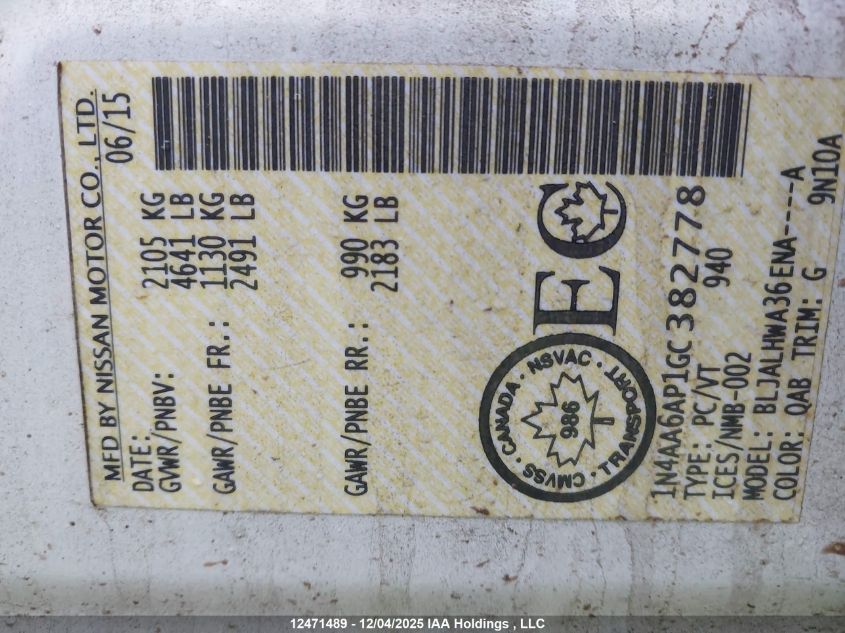 MFD BY NISSAN MOTOR CO., LTD.
DATE: 06/15
GVWR/PNBV: 2105 KG
4641 LB
GAWR/PNBE FR.: 1130 KG
2491 LB
GAWR/PNBE RR.: 990 KG
2183 LB
EC
CANADA · NSVAC · TRANSPORT · CMVSS ·
986
1N4AA6AP1GC382778
TYPE: PC/VT 940
ICES/NMB-002
MODEL: BLJALHWA36ENA----A
COLOR: QAB TRIM: G 9N10A
12471489 - 12/04/2025 IAA Holdings , LLC